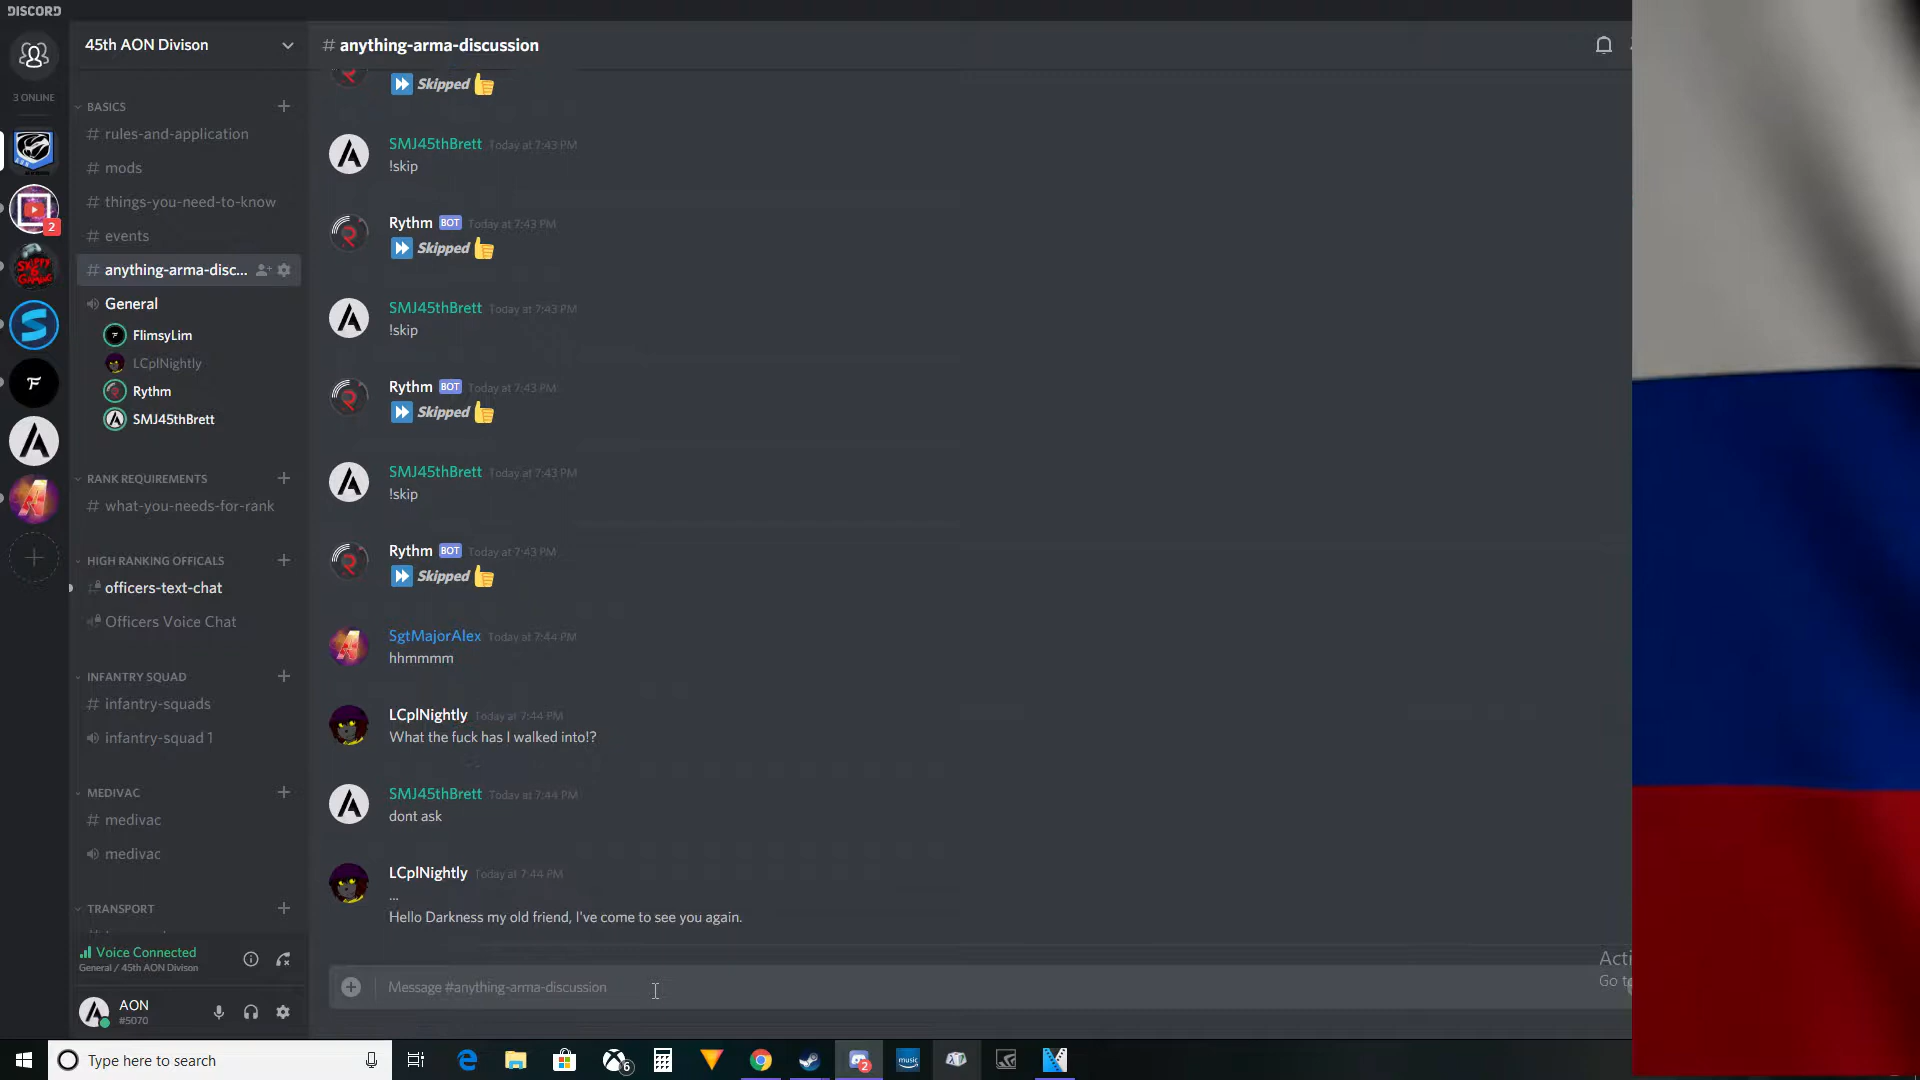 DISCORD
3 ONLINE
2
45th AON Divison
BASICS
# rules-and-application
# mods
# things-you-need-to-know
# events
# anything-arma-disc...
General
FlimsyLim
LCplNightly
Rythm
SMJ45thBrett
RANK REQUIREMENTS
# what-you-needs-for-rank
HIGH RANKING OFFICALS
officers-text-chat
Officers Voice Chat
INFANTRY SQUAD
# infantry-squads
infantry-squad 1
MEDIVAC
# medivac
medivac
TRANSPORT
Voice Connected
General / 45th AON Divison
AON
#5070
# anything-arma-discussion
Skipped
SMJ45thBrett Today at 7:43 PM
!skip
Rythm BOT Today at 7:43 PM
Skipped
SMJ45thBrett Today at 7:43 PM
!skip
Rythm BOT Today at 7:43 PM
Skipped
SMJ45thBrett Today at 7:43 PM
!skip
Rythm BOT Today at 7:43 PM
Skipped
SgtMajorAlex Today at 7:44 PM
hhmmmm
LCplNightly Today at 7:44 PM
What the fuck has I walked into!?
SMJ45thBrett Today at 7:44 PM
dont ask
LCplNightly Today at 7:44 PM
...
Hello Darkness my old friend, I've come to see you again.
Message #anything-arma-discussion
Acti
Go to
Type here to search
6
2
music